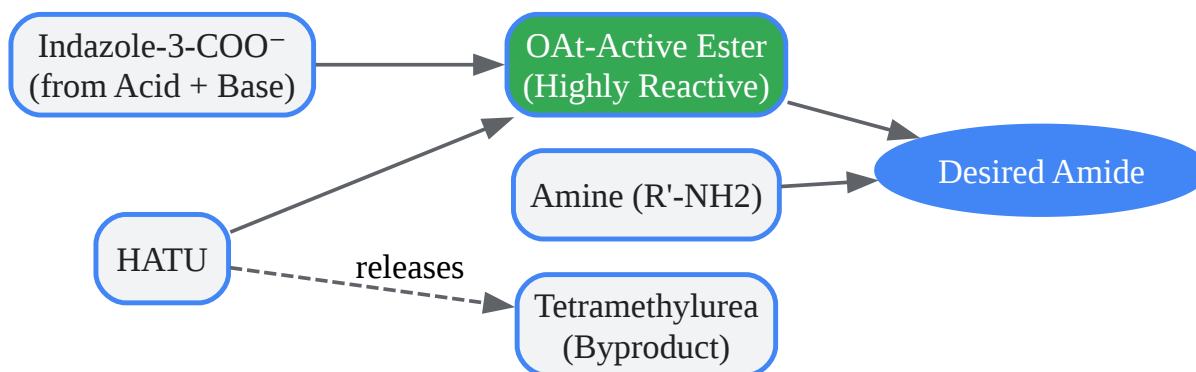 Indazole-3-COO⁻
(from Acid + Base)
OAt-Active Ester
(Highly Reactive)
Desired Amide
Amine (R'-NH2)
HATU
releases
Tetramethylurea
(Byproduct)